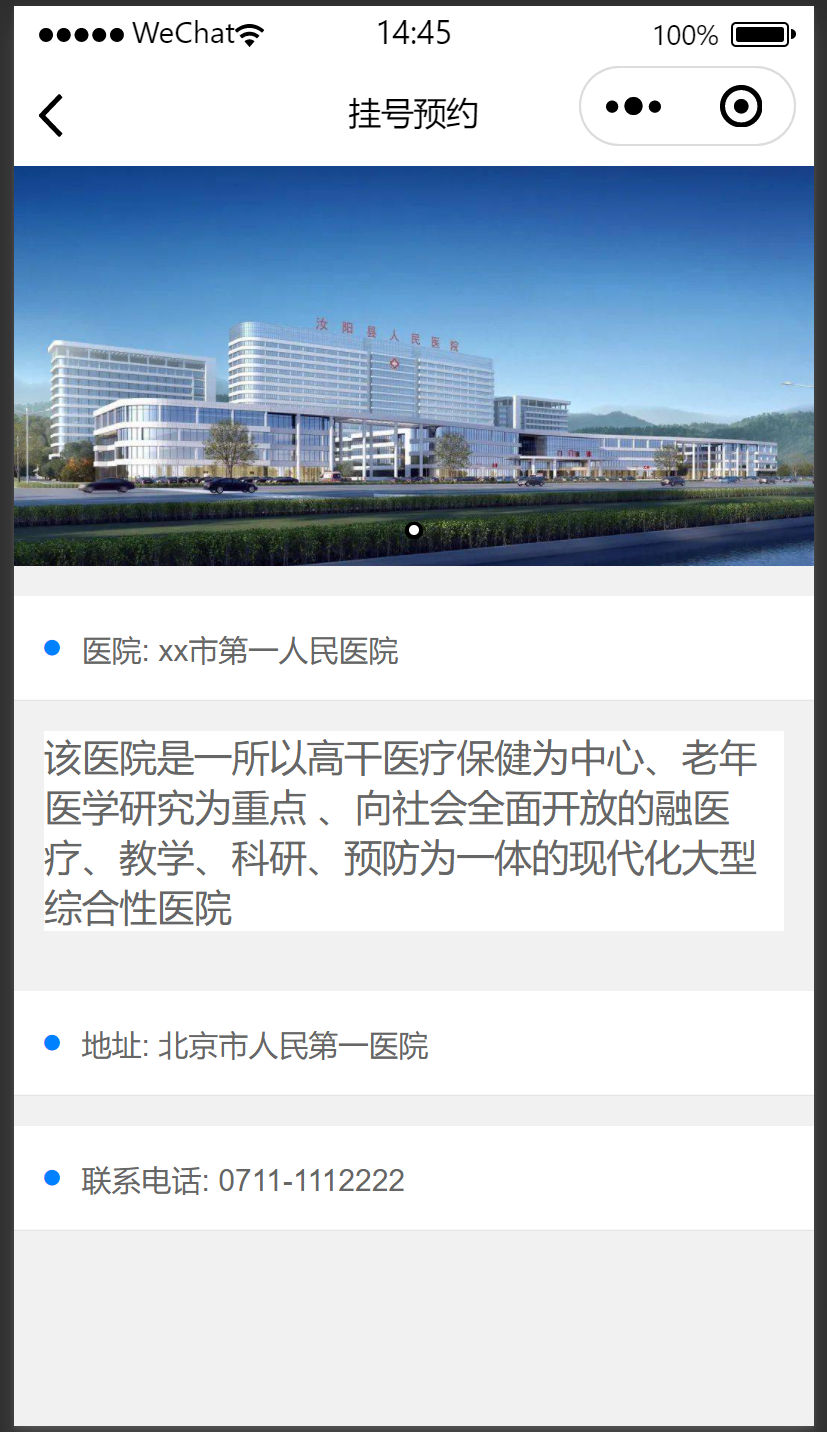 WeChat 14:45 100%
挂号预约
汝阳县人民医院
医院: xx市第一人民医院
该医院是一所以高干医疗保健为中心、老年
医学研究为重点 、向社会全面开放的融医
疗、教学、科研、预防为一体的现代化大型
综合性医院
地址: 北京市人民第一医院
联系电话: 0711-1112222